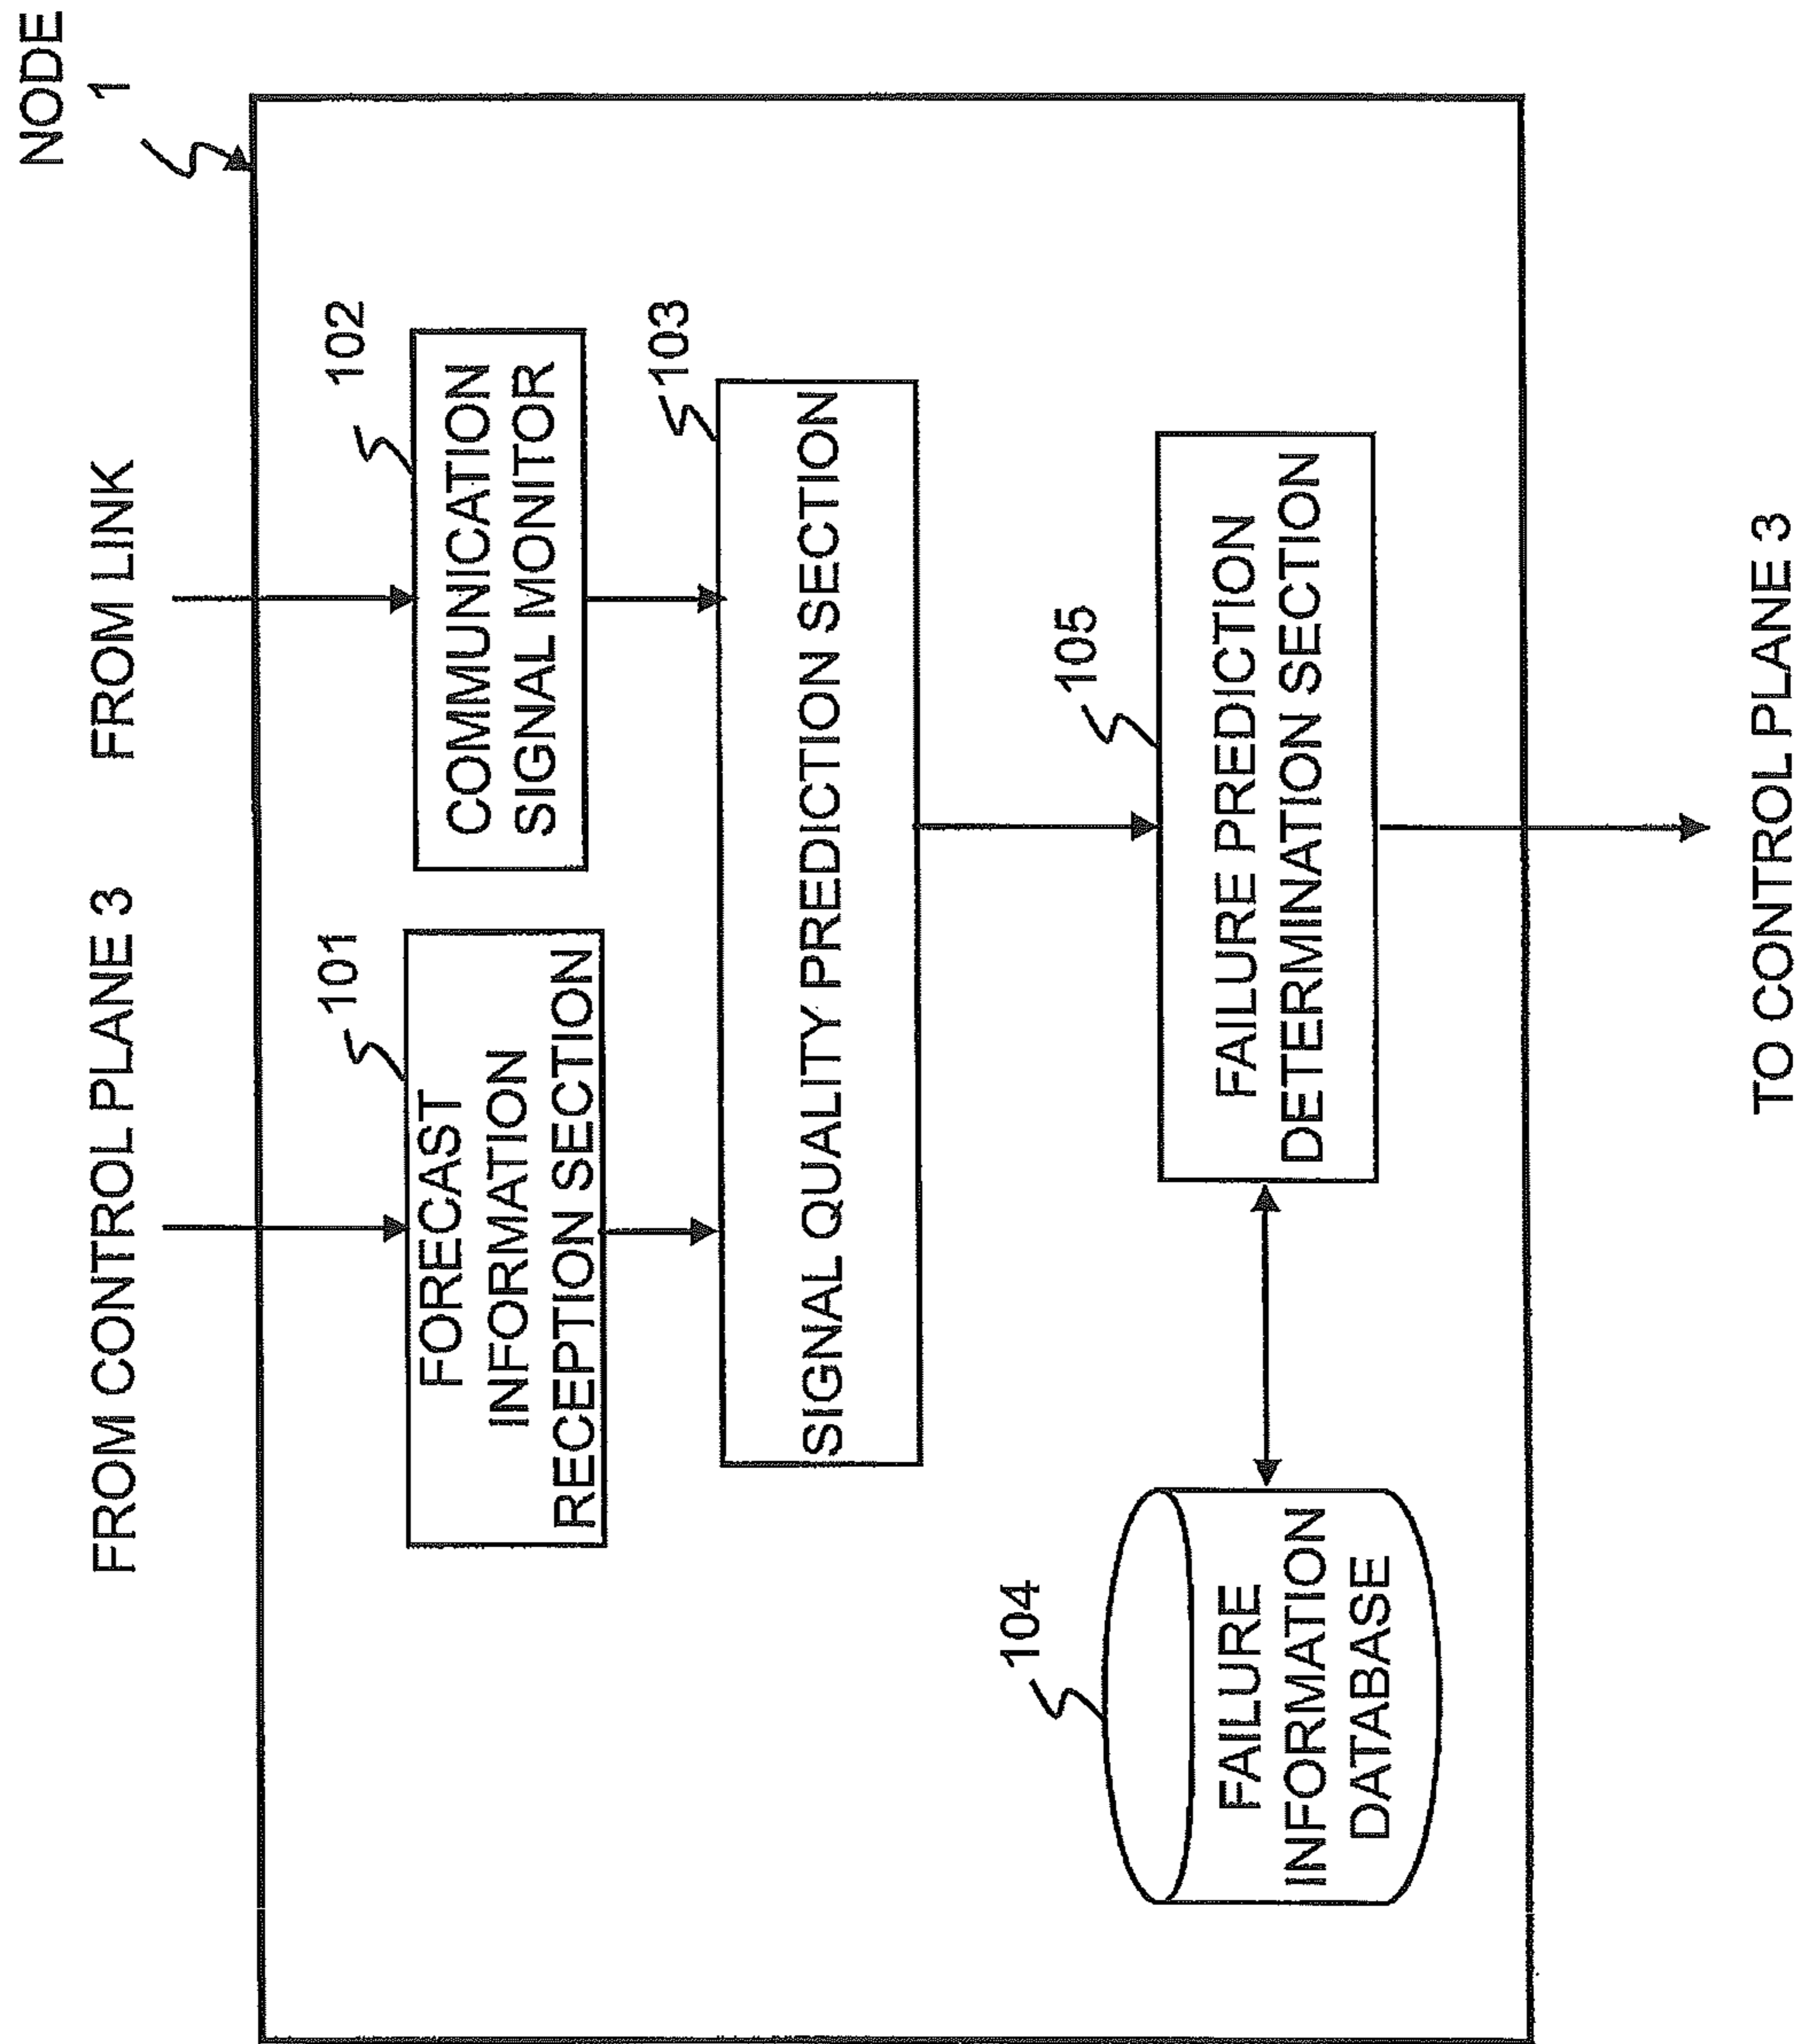 NODE
1
FROM CONTROL PLANE 3
FROM LINK
101
FORECAST
INFORMATION
RECEPTION SECTION
102
COMMUNICATION
SIGNAL MONITOR
103
SIGNAL QUALITY PREDICTION SECTION
104
FAILURE
INFORMATION
DATABASE
105
FAILURE PREDICTION
DETERMINATION SECTION
TO CONTROL PLANE 3